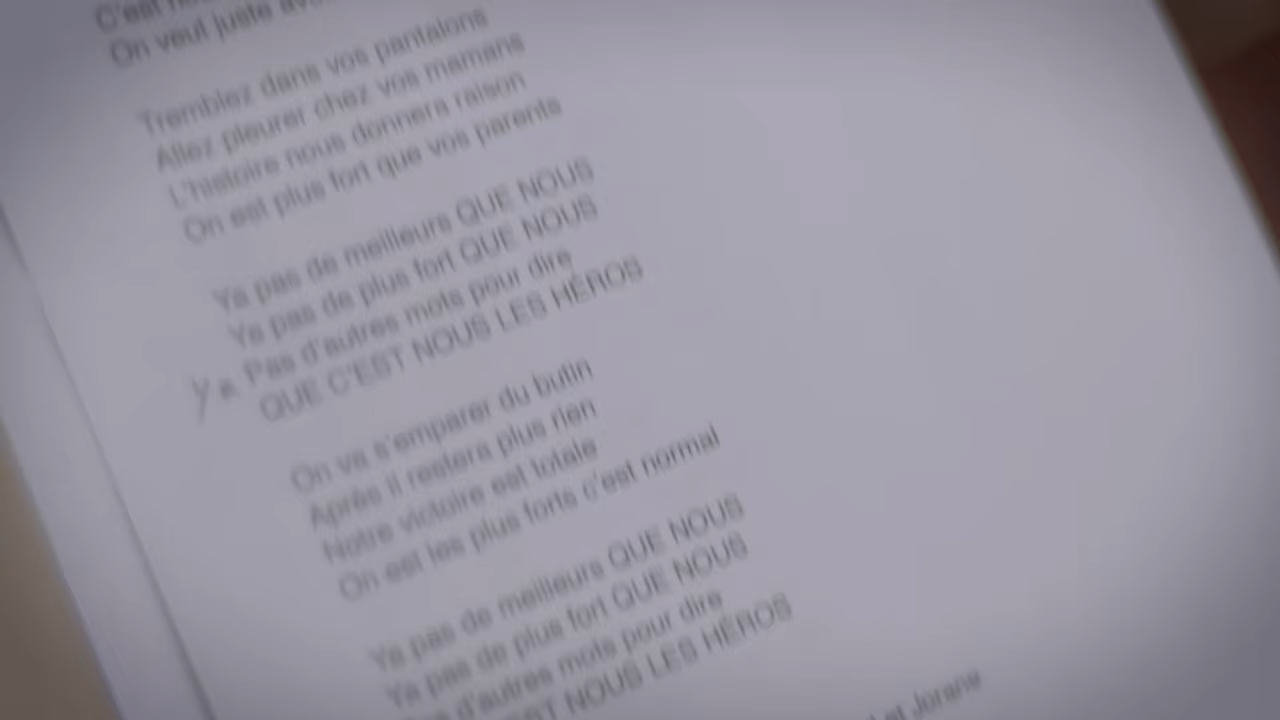 C'est
On veut juste
Tremblez dans vos pantalons
Allez pleurer chez vos mamans
L'histoire nous donnera raison
On est plus fort que vos parents
Ya pas de meilleurs QUE NOUS
Ya pas de plus fort QUE NOUS
Ya Pas d'autres mots pour dire
QUE C'EST NOUS LES HÉROS
On va s'emparer du butin
Après il restera plus rien
Notre victoire est totale
On est les plus forts c'est normal
Ya pas de meilleurs QUE NOUS
Ya pas de plus fort QUE NOUS
d'autres mots pour dire
EST NOUS LES HÉROS
et Jorane